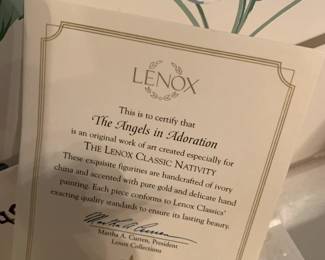 LENOX
This is to certify that
The Angels in Adoration
is an original work of art created especially for
THE LENOX CLASSIC NATIVITY
These exquisite figurines are handcrafted of ivory
china and accented with pure gold and delicate hand
painting. Each piece conforms to Lenox Classics'
exacting quality standards to ensure its lasting beauty.
Martha A. Curren
Martha A. Curren, President
Lenox Collections